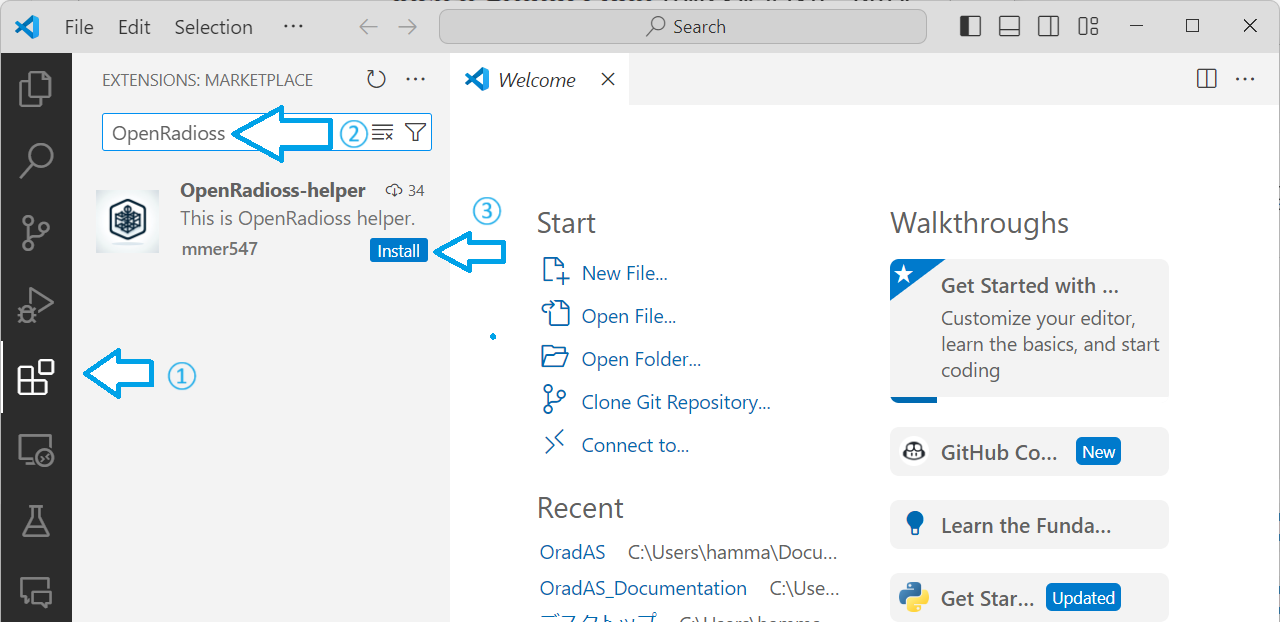 File Edit Selection ··· Search
EXTENSIONS: MARKETPLACE ···
Welcome ···
OpenRadioss ②
OpenRadioss-helper 34
This is OpenRadioss helper.
mmer547 Install
①
③
Start
New File...
Open File...
Open Folder...
Clone Git Repository...
Connect to...
Recent
OradAS C:\Users\hamma\Docu...
OradAS_Documentation C:\Use...
デスクトップ C:\Users\hamma...
Walkthroughs
Get Started with ...
Customize your editor,
learn the basics, and start
coding
GitHub Co... New
Learn the Funda...
Get Star... Updated